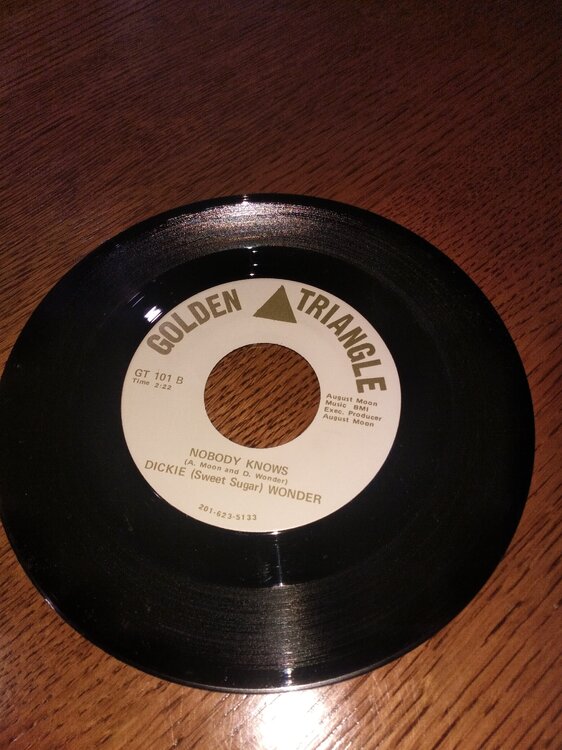 GOLDEN TRIANGLE
GT 101 B
Time 2:22
August Moon
Music BMI
Exec. Producer
August Moon
NOBODY KNOWS
(A. Moon and D. Wonder)
DICKIE (Sweet Sugar) WONDER
201-623-5133